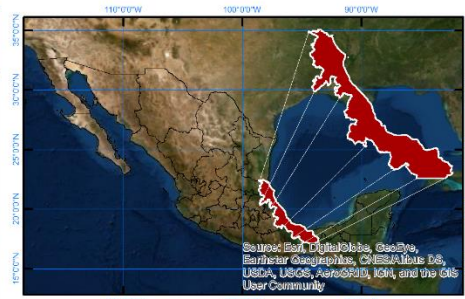 110°0'0"W 100°0'0"W 90°0'0"W
35°0'0"N
30°0'0"N
25°0'0"N
20°0'0"N
15°0'0"N
Source: Esri, DigitalGlobe, GeoEye,
Earthstar Geographics, CNES/Airbus DS,
USDA, USGS, AeroGRID, IGN, and the GIS
User Community